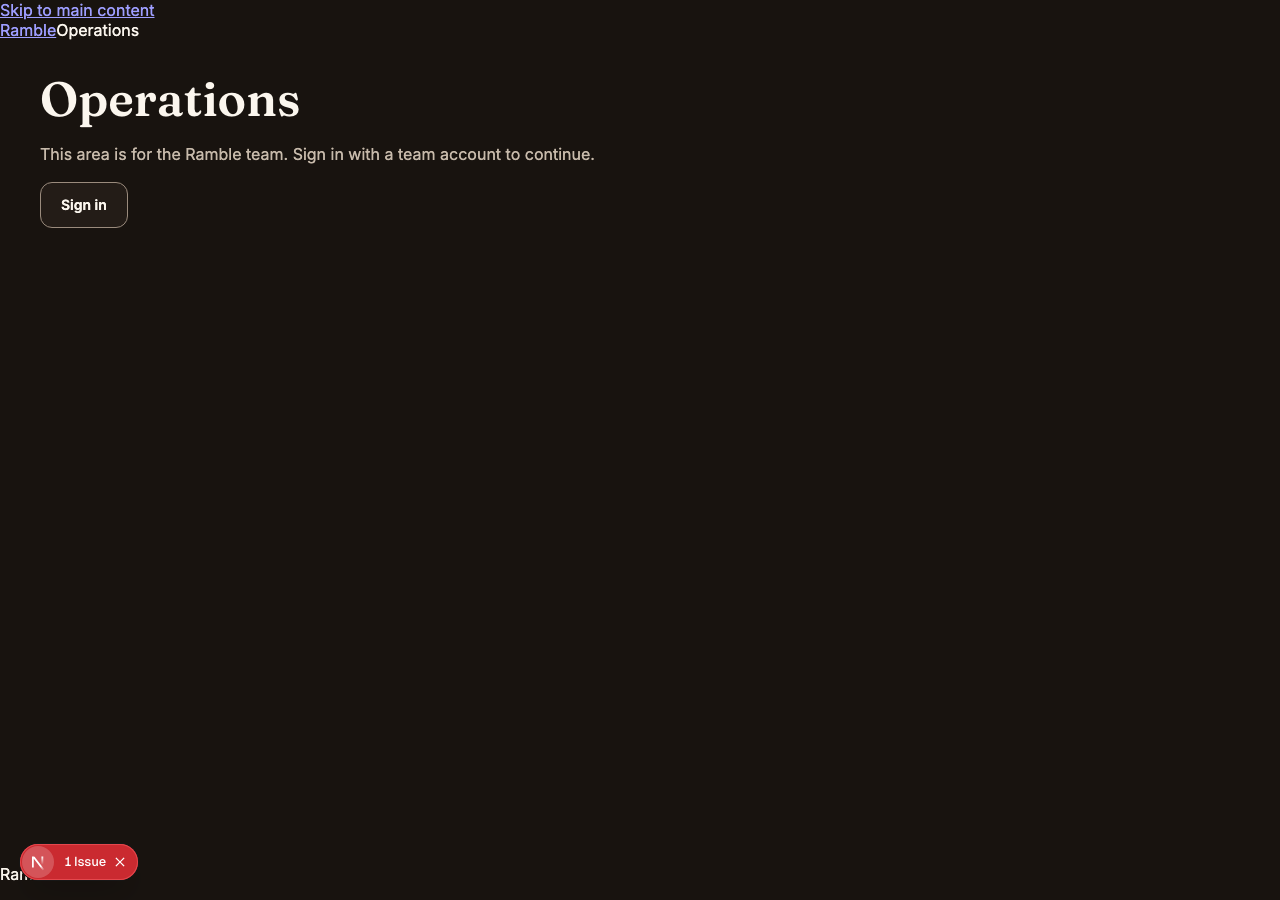 Skip to main content
RambleOperations
Operations
This area is for the Ramble team. Sign in with a team account to continue.
Sign in
1 Issue